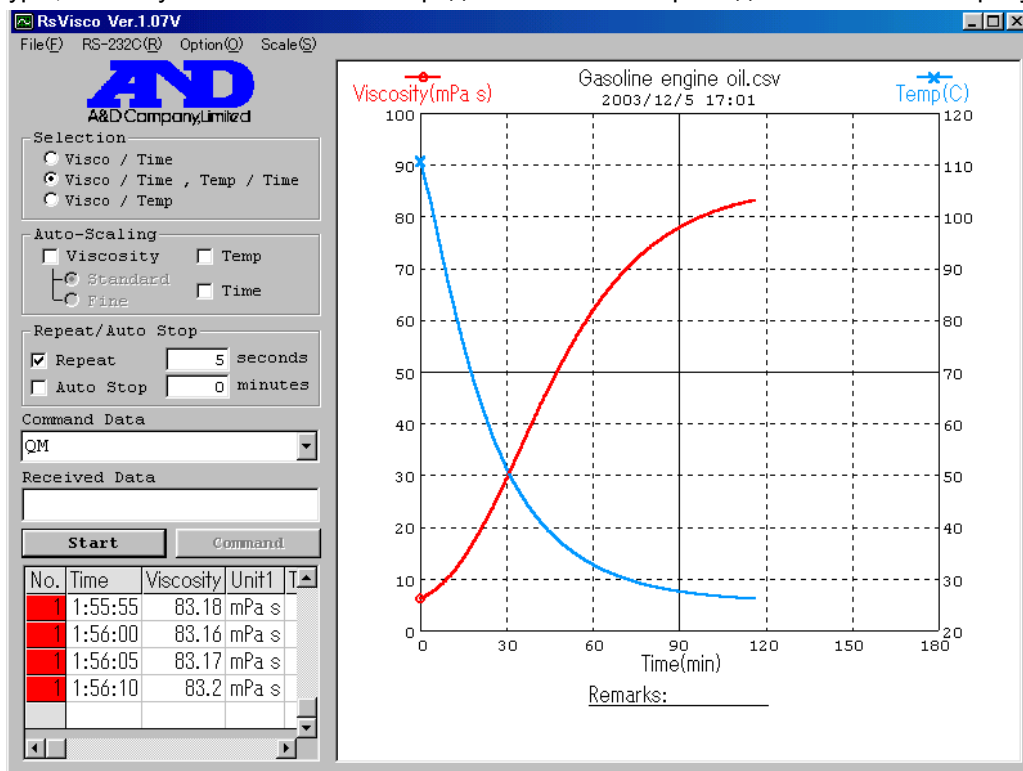 RsVisco Ver.1.07V
File(F) RS-232C(R) Option(O) Scale(S)
AND
A&D Company,Limited
Selection
Visco / Time
Visco / Time , Temp / Time
Visco / Temp
Auto-Scaling
Viscosity Temp
Standard
Fine
Time
Repeat/Auto Stop
Repeat 5 seconds
Auto Stop 0 minutes
Command Data
QM
Received Data
Start Command
No. Time Viscosity Unit1 T
1 1:55:55 83.18 mPa s
1 1:56:00 83.16 mPa s
1 1:56:05 83.17 mPa s
1 1:56:10 83.2 mPa s
Viscosity(mPa s) Gasoline engine oil.csv Temp(C)
2003/12/5 17:01
100 120
90 110
80 100
70 90
60 80
50 70
40 60
30 50
20 40
10 30
0 20
0 30 60 90 120 150 180
Time(min)
Remarks: